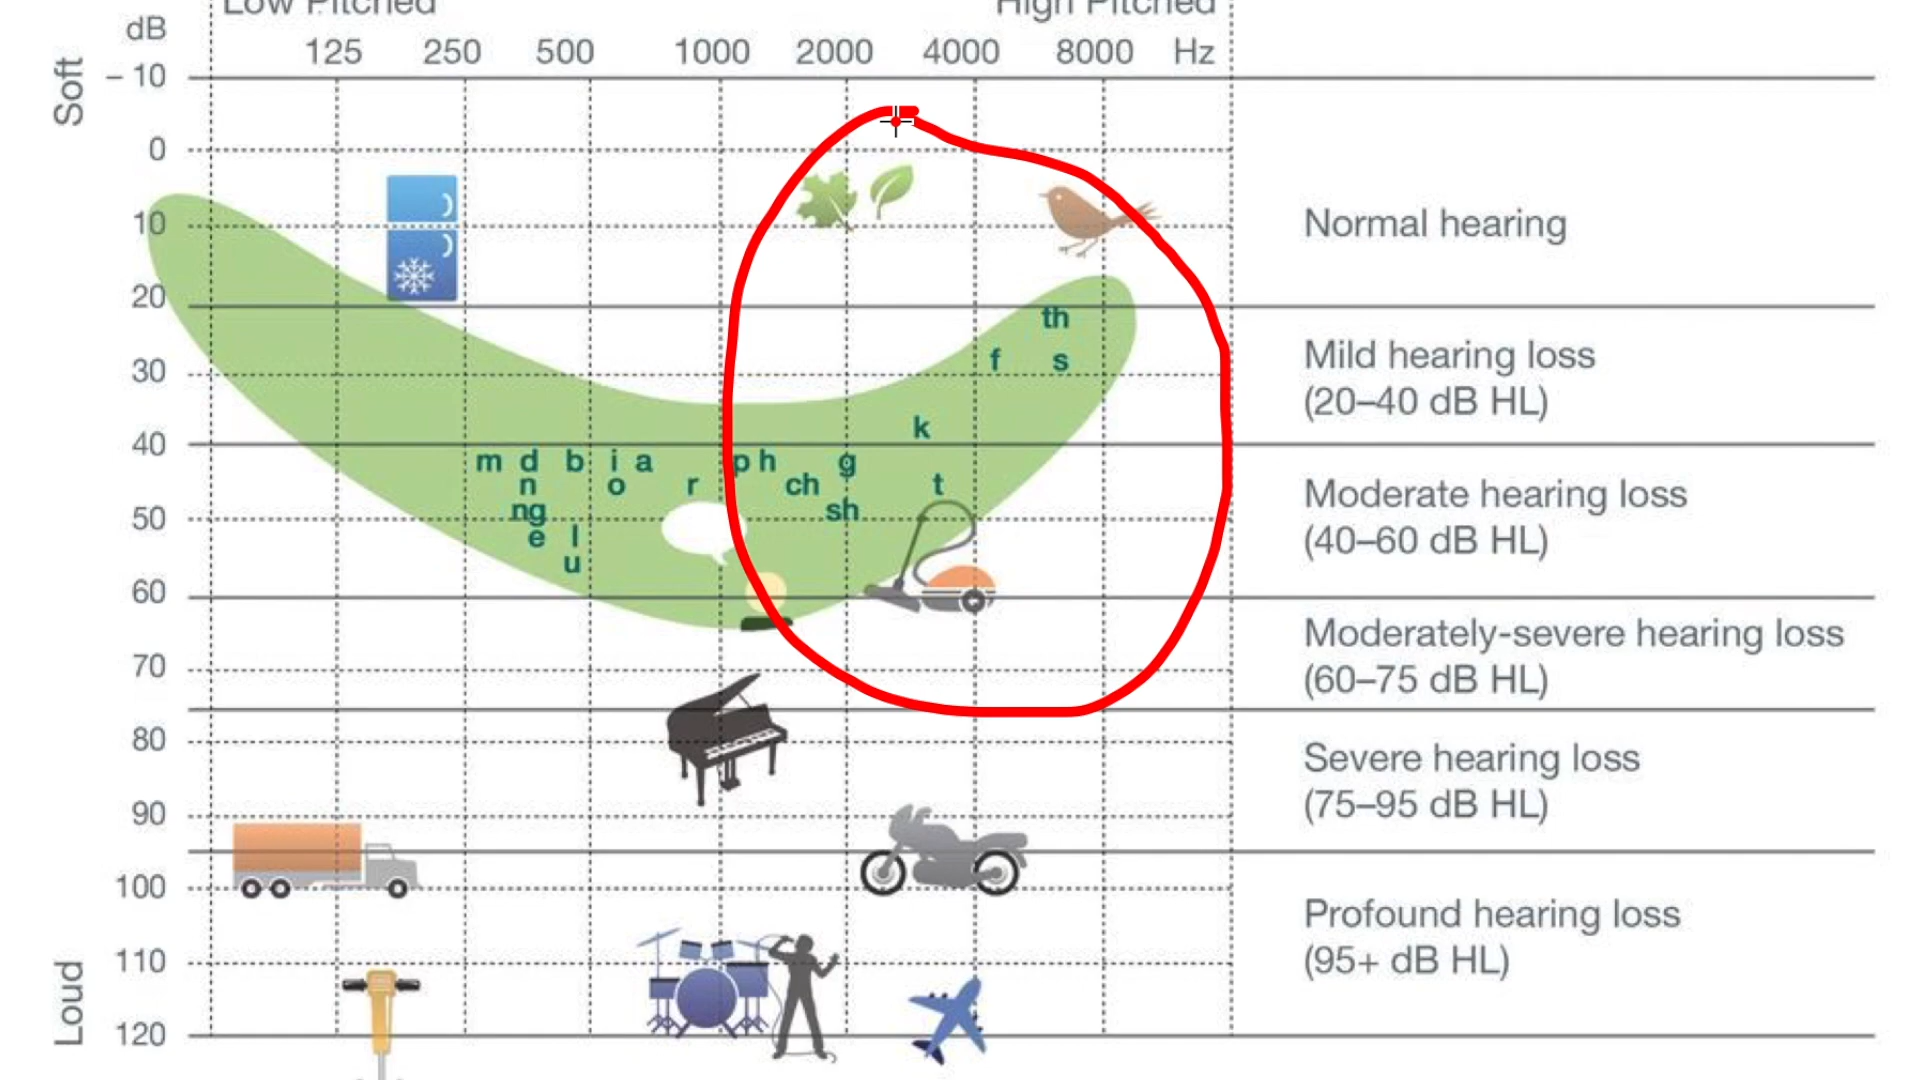 Low Pitched High Pitched
dB
125 250 500 1000 2000 4000 8000 Hz
Soft
– 10
0
10 Normal hearing
20
th
30 f s Mild hearing loss
(20–40 dB HL)
k
40
m d b i a p h g
n o r ch t Moderate hearing loss
50 ng sh (40–60 dB HL)
e l
u
60
Moderately-severe hearing loss
70 (60–75 dB HL)
80 Severe hearing loss
90 (75–95 dB HL)
100
Profound hearing loss
110 (95+ dB HL)
Loud
120